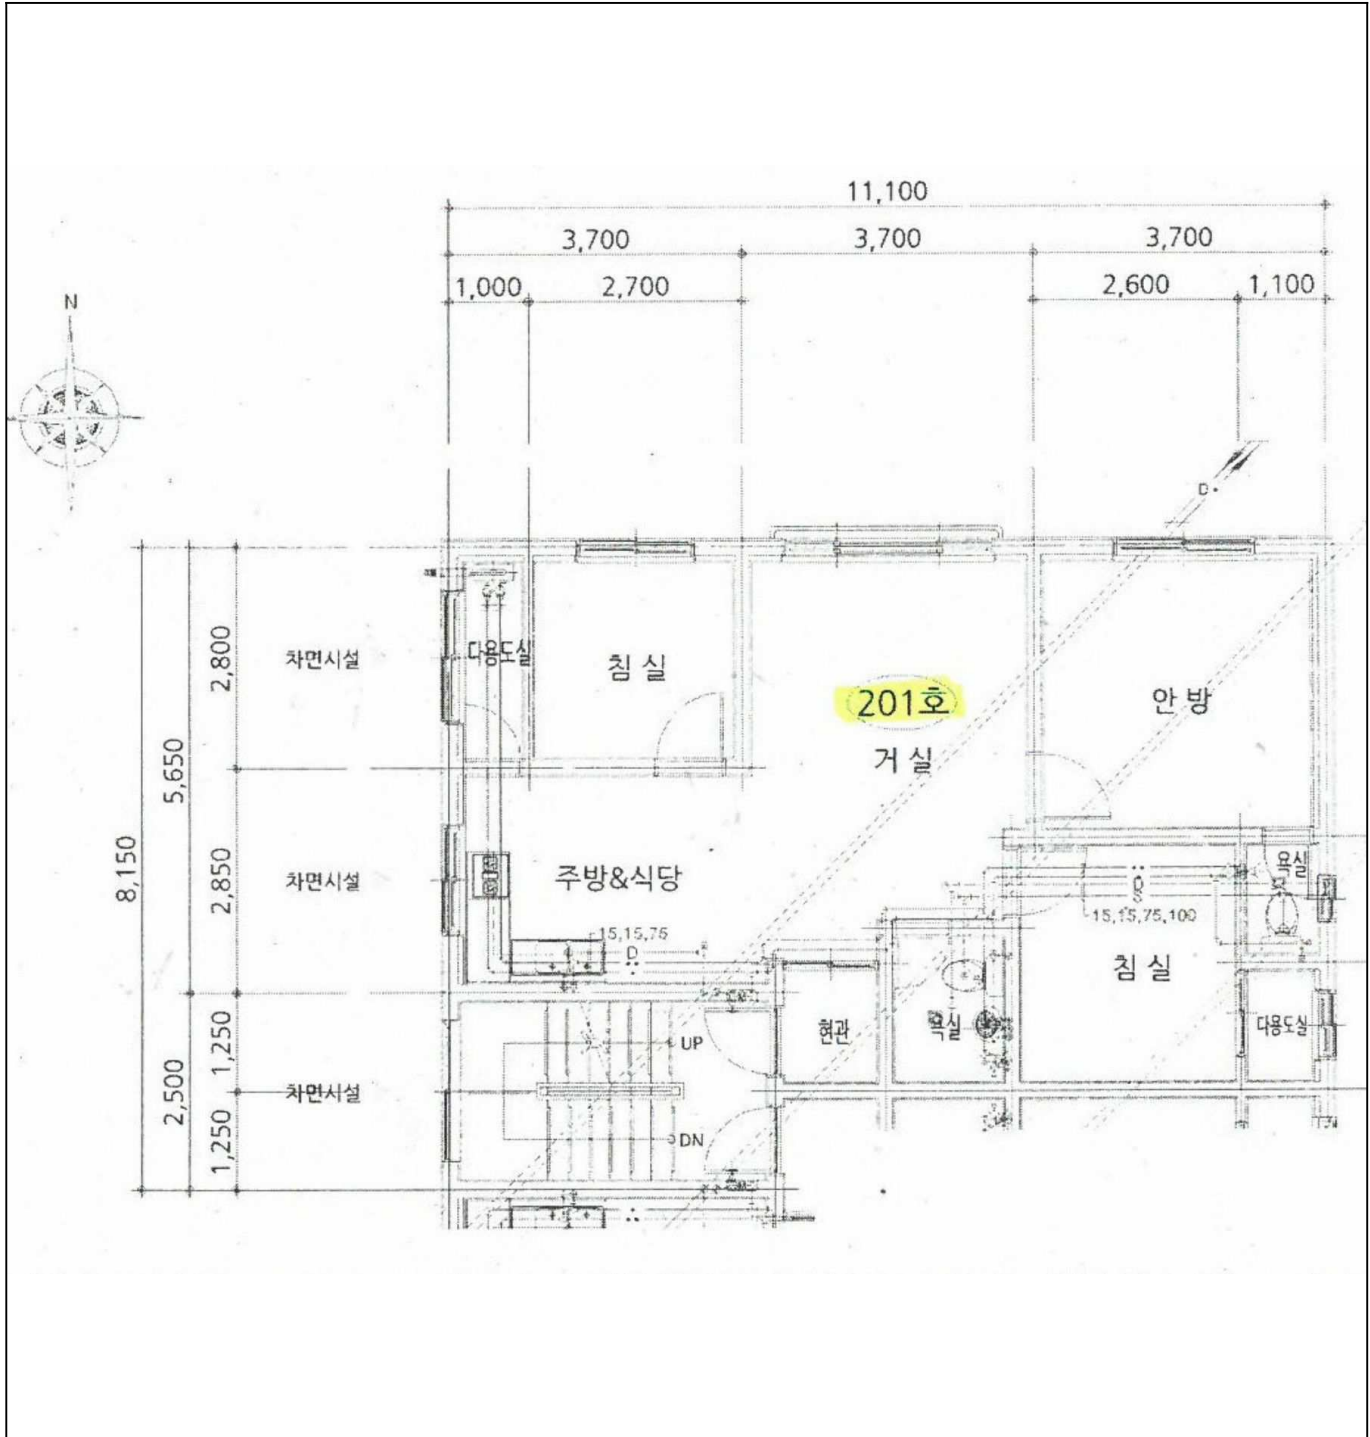 11,100
3,700
3,700
3,700
1,000
2,700
2,600
1,100
N
D
2,800
차면시설
다용도실
침 실
201호
안 방
거 실
5,650
8,150
2,850
차면시설
주방&식당
욕실
15,15,75,100
15,15,75
D
침 실
1,250
2,500
차면시설
1,250
UP
DN
현관
욕실
다용도실